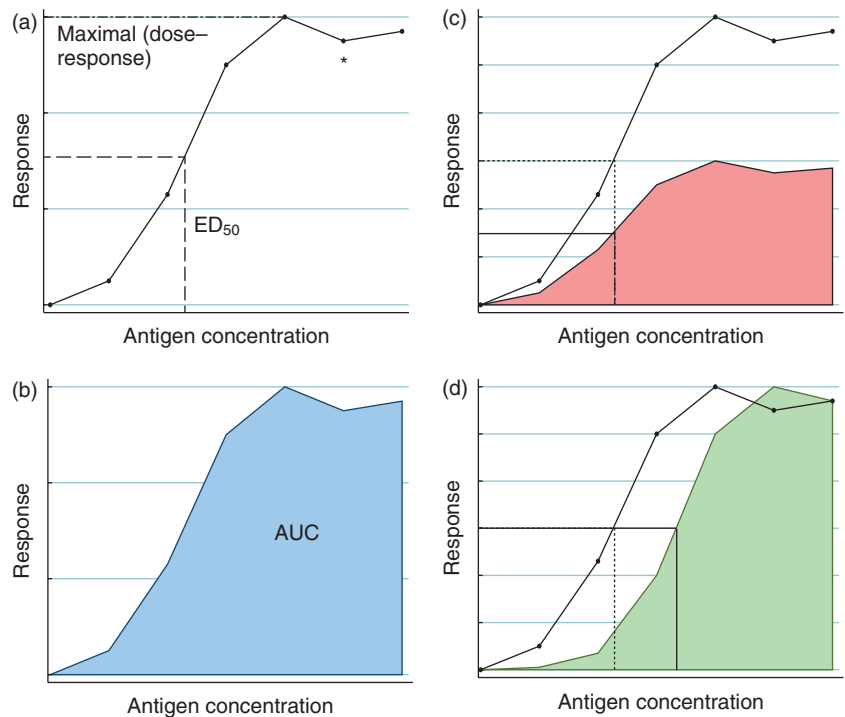 (a)
Maximal (dose–
response)
*
ED50
Response
Antigen concentration
(c)
Response
Antigen concentration
(b)
AUC
Response
Antigen concentration
(d)
Response
Antigen concentration